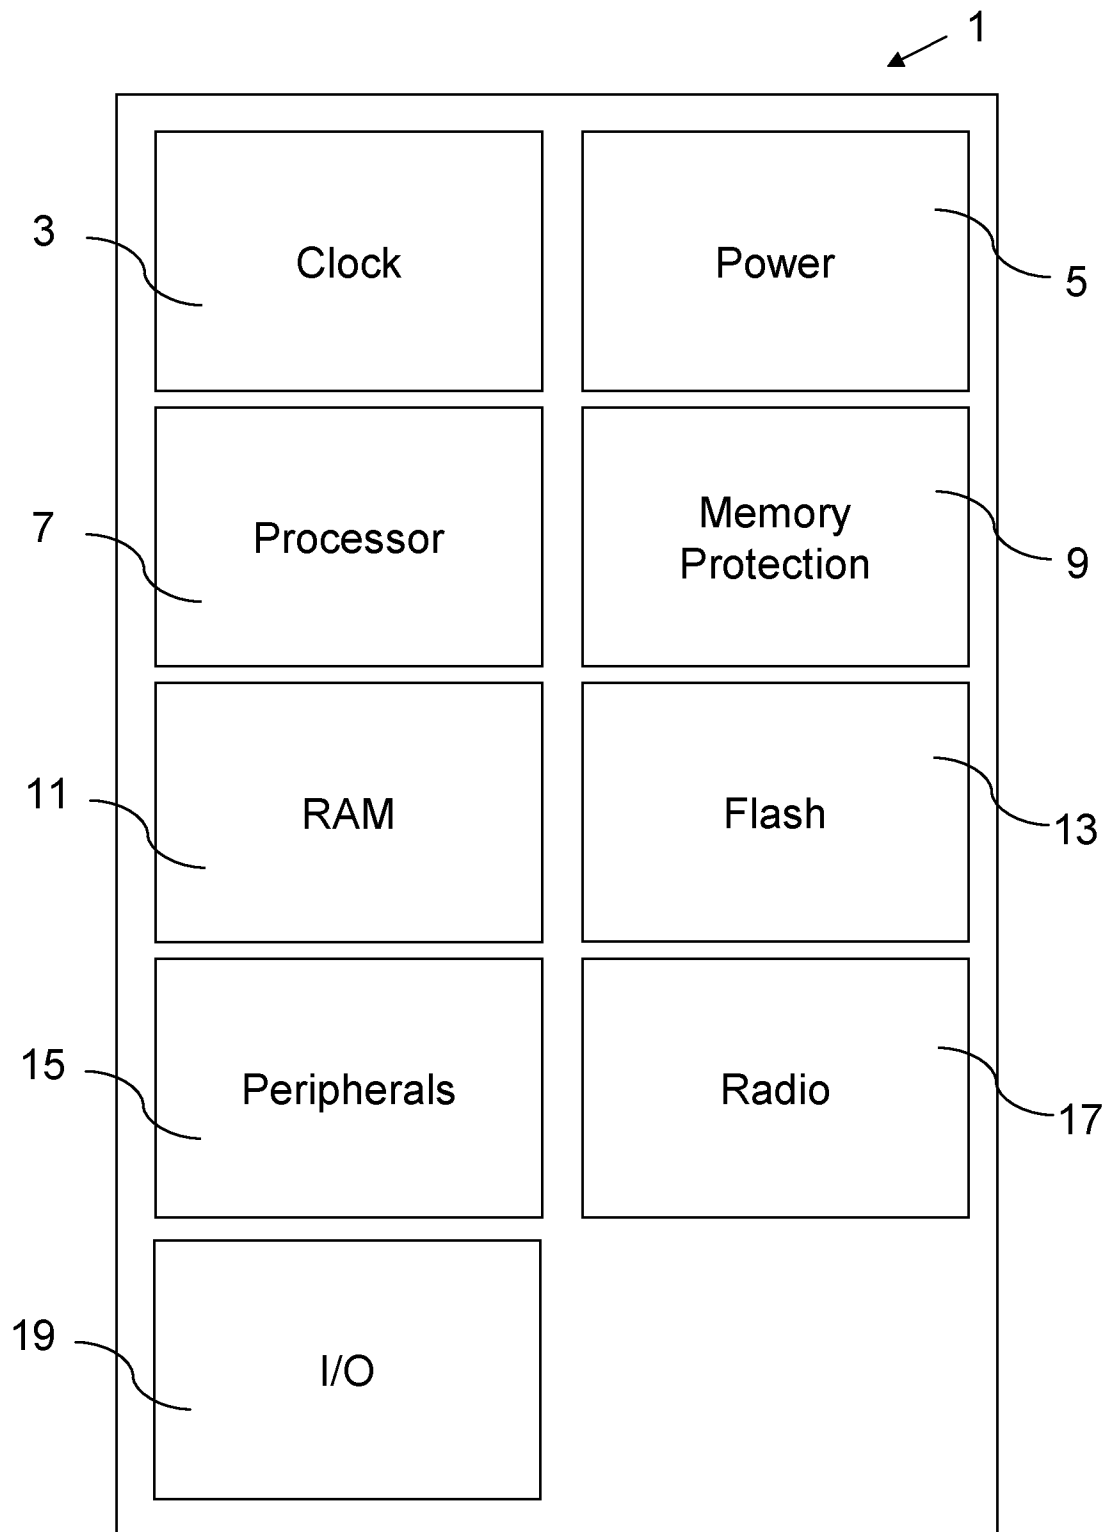 1
3
Clock
Power
5
7
Processor
Memory
Protection
9
11
RAM
Flash
13
15
Peripherals
Radio
17
19
I/O